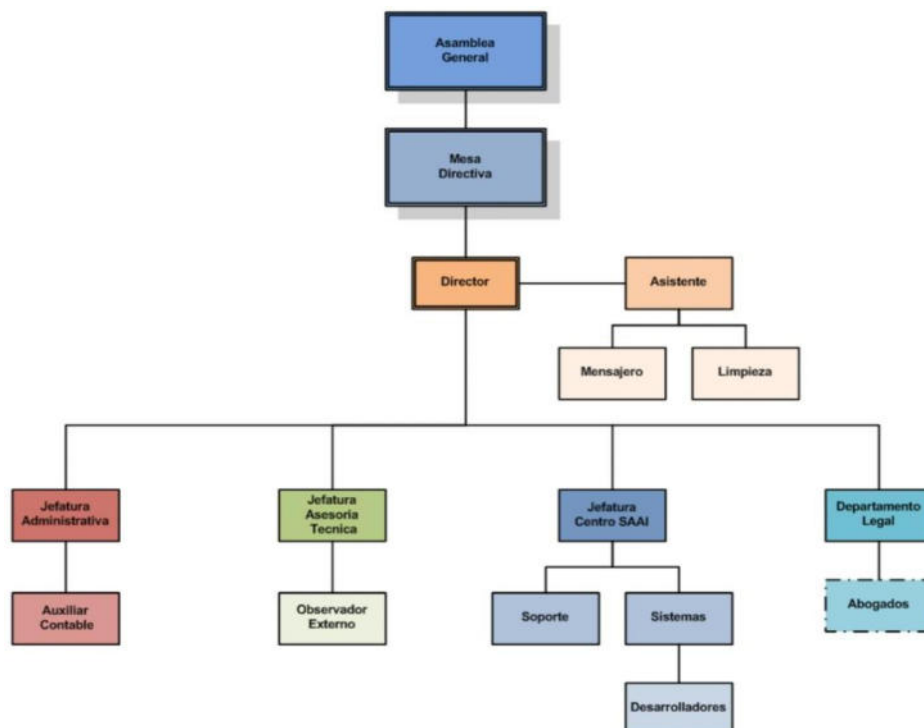 Asamblea
General
Mesa
Directiva
Director
Asistente
Mensajero
Limpieza
Jefatura
Administrativa
Jefatura
Asesoria
Tecnica
Jefatura
Centro SAAI
Departamento
Legal
Auxiliar
Contable
Observador
Externo
Soporte
Sistemas
Abogados
Desarrolladores